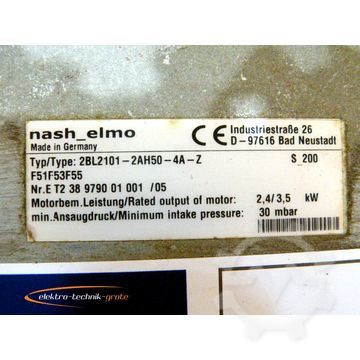 nash_elmo
Made in Germany
CE Industriestraße 26
D-97616 Bad Neustadt
Typ/Type: 2BL2101-2AH50-4A-Z S_200
F51F53F55
Nr.E T2 38 9790 01 001 /05
Motorbem.Leistung/Rated output of motor: 2,4/3,5 kW
min.Ansaugdruck/Minimum intake pressure: 30 mbar
elektro-technik-grote